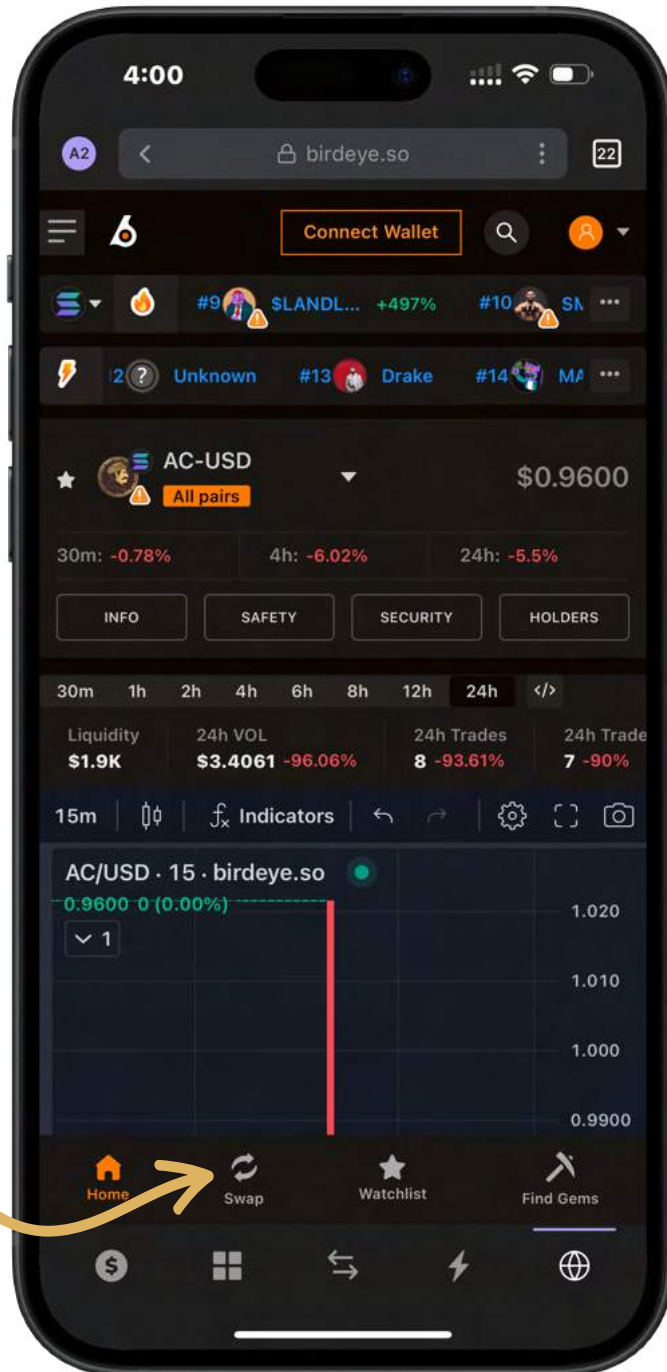 4:00
A2 birdeye.so 22
Connect Wallet
#9 $LANDL... +497% #10 SM ...
2 ? Unknown #13 Drake #14 MA ...
AC-USD
All pairs
$0.9600
30m: -0.78% 4h: -6.02% 24h: -5.5%
INFO SAFETY SECURITY HOLDERS
30m 1h 2h 4h 6h 8h 12h 24h </>
Liquidity 24h VOL 24h Trades 24h Trade
$1.9K $3.4061 -96.06% 8 -93.61% 7 -90%
15m fx Indicators
AC/USD · 15 · birdeye.so
0.9600 0 (0.00%)
1
1.020
1.010
1.000
0.9900
Home Swap Watchlist Find Gems
$